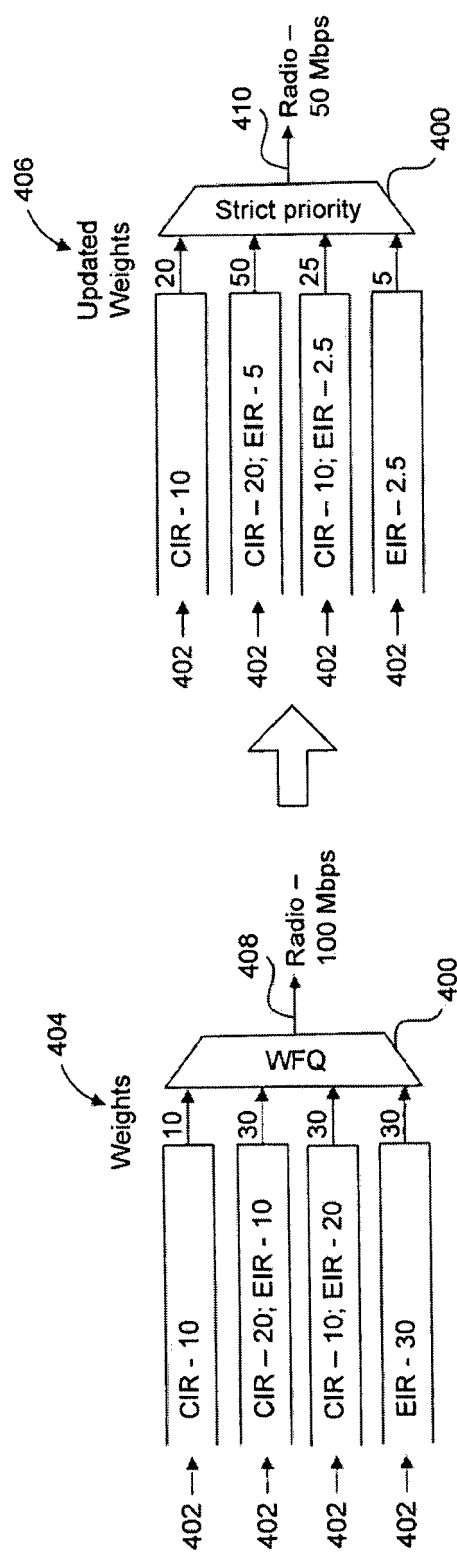 404
Weights
402
CIR - 10
10
402
CIR – 20; EIR - 10
30
402
CIR – 10; EIR - 20
30
402
EIR - 30
30
WFQ
400
408
Radio –
100 Mbps
406
Updated
Weights
402
CIR - 10
20
402
CIR – 20; EIR - 5
50
402
CIR – 10; EIR – 2.5
25
402
EIR – 2.5
5
Strict priority
400
410
Radio –
50 Mbps